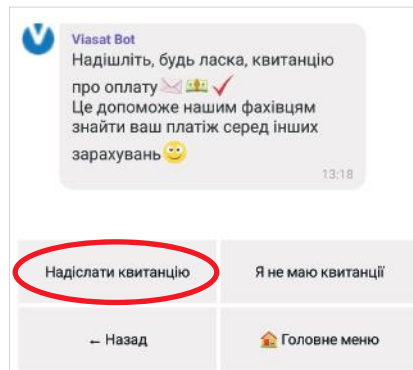 Viasat Bot
Надішліть, будь ласка, квитанцію
про оплату
Це допоможе нашим фахівцям
знайти ваш платіж серед інших
зарахувань
13:18
Надіслати квитанцію
Я не маю квитанції
← Назад
Головне меню